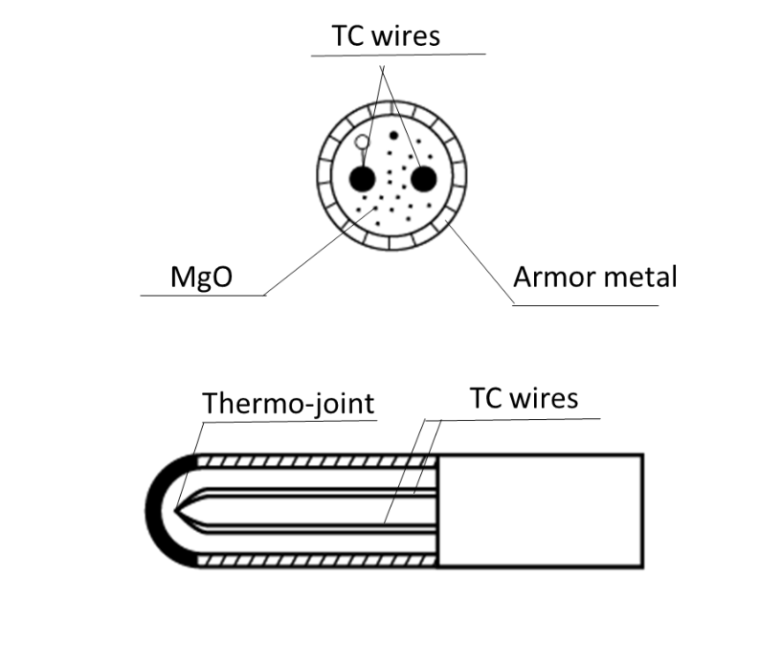 TC wires
MgO
Armor metal
Thermo-joint
TC wires